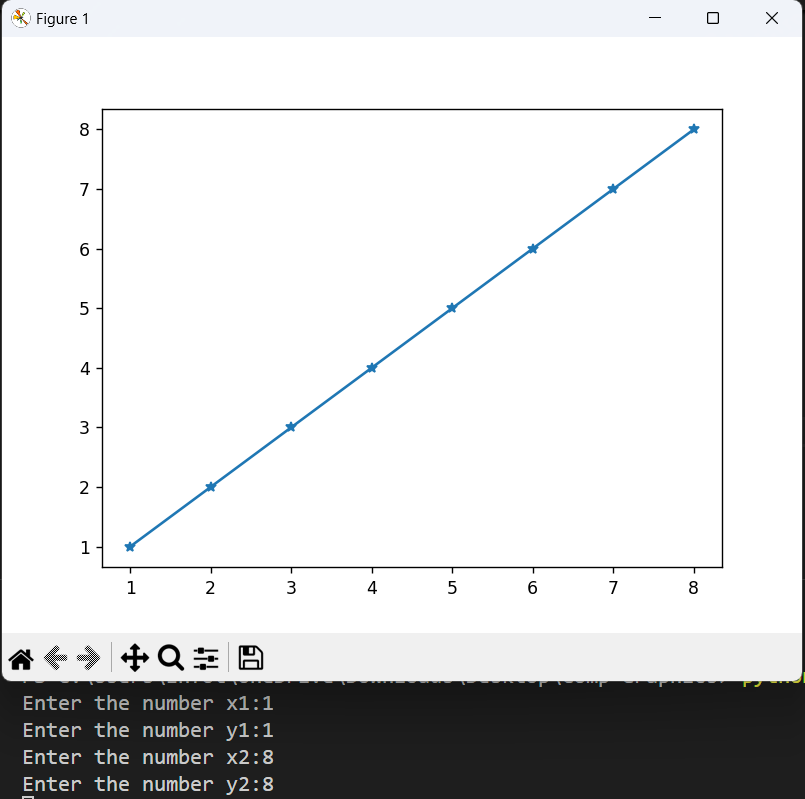 Figure 1
8
7
6
5
4
3
2
1
1 2 3 4 5 6 7 8
Enter the number x1:1
Enter the number y1:1
Enter the number x2:8
Enter the number y2:8